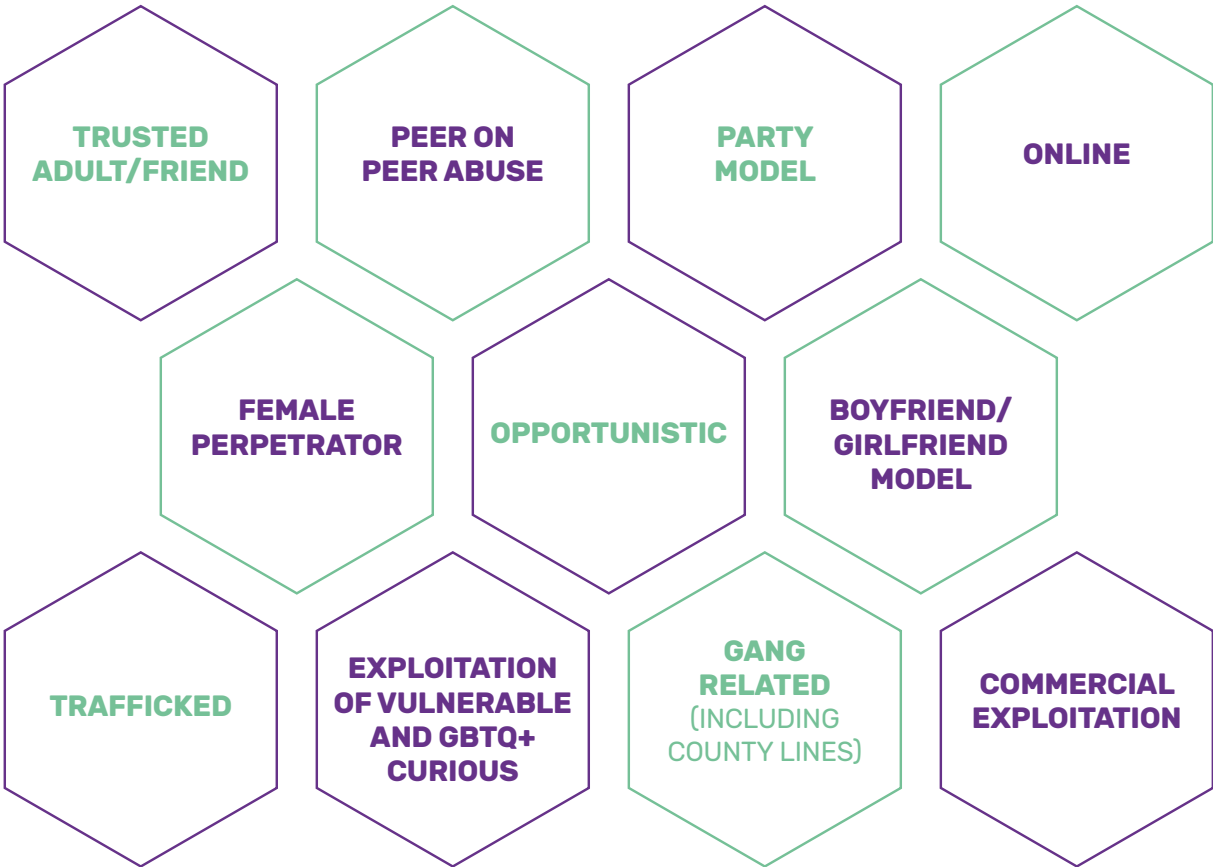 TRUSTED
ADULT/FRIEND
PEER ON
PEER ABUSE
PARTY
MODEL
ONLINE
FEMALE
PERPETRATOR
OPPORTUNISTIC
BOYFRIEND/
GIRLFRIEND
MODEL
TRAFFICKED
EXPLOITATION
OF VULNERABLE
AND GBTQ+
CURIOUS
GANG
RELATED
(INCLUDING
COUNTY LINES)
COMMERCIAL
EXPLOITATION